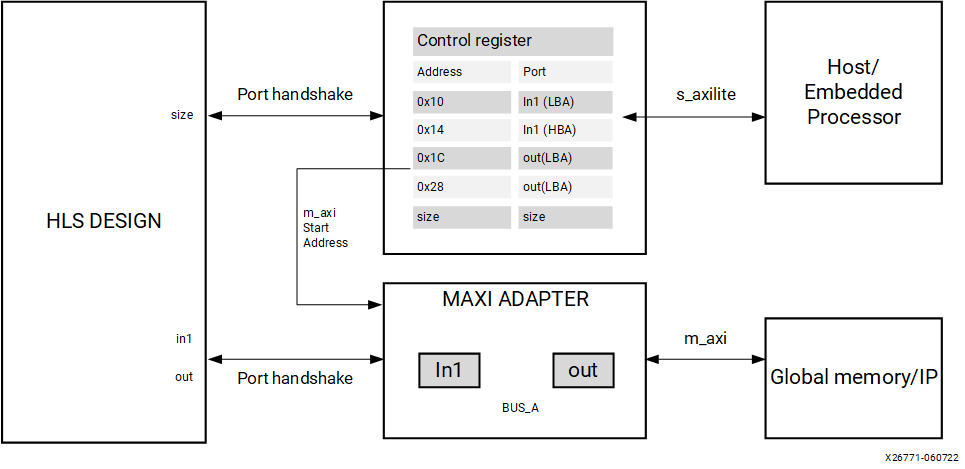 Control register
Address Port
0x10 In1 (LBA)
0x14 In1 (HBA)
0x1C out(LBA)
0x28 out(LBA)
size size
Host/
Embedded
Processor
Port handshake
s_axilite
size
HLS DESIGN
m_axi
Start
Address
MAXI ADAPTER
in1
out
Port handshake
In1 out
BUS_A
m_axi
Global memory/IP
X26771-060722